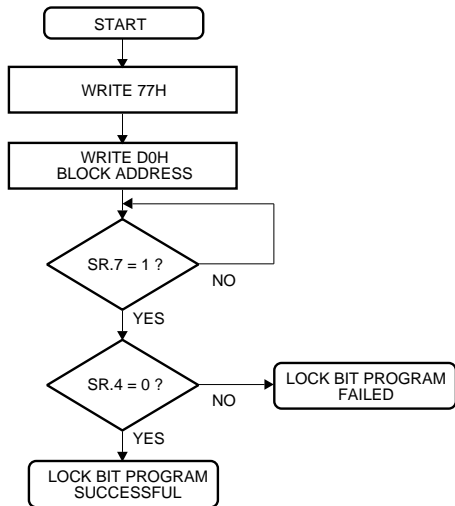 START
WRITE 77H
WRITE D0H
BLOCK ADDRESS
SR.7 = 1 ?
NO
YES
SR.4 = 0 ?
NO
LOCK BIT PROGRAM
FAILED
YES
LOCK BIT PROGRAM
SUCCESSFUL